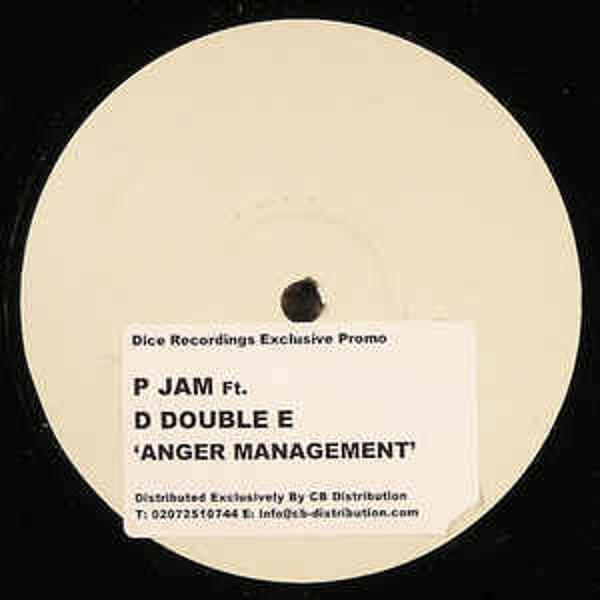 Dice Recordings Exclusive Promo
P JAM Ft.
D DOUBLE E
‘ANGER MANAGEMENT’
Distributed Exclusively By CB Distribution
T: 02072510744 E: info@cb-distribution.com